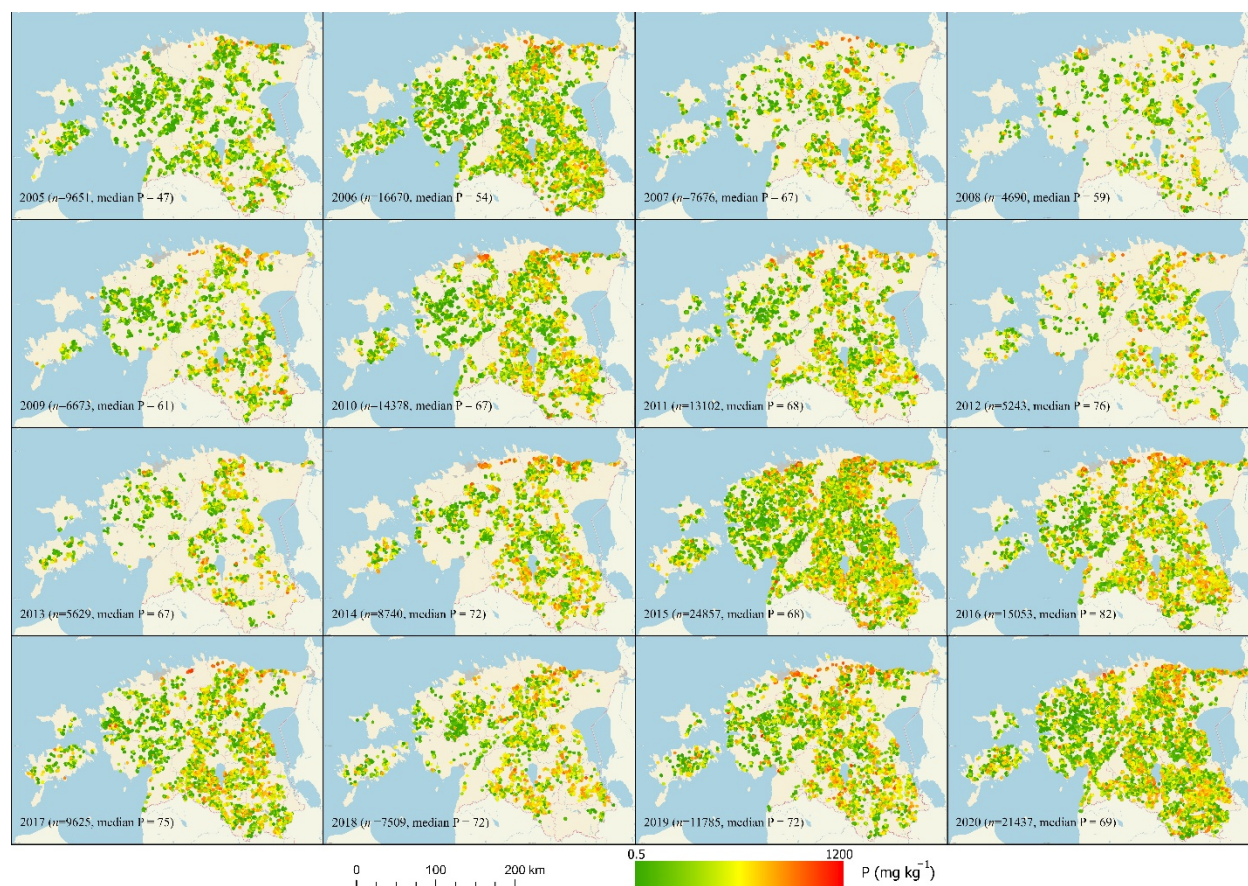 2005 (n–9651, median P – 47)
2006 (n–16670, median P = 54)
2007 (n–7676, median P – 67)
2008 (n–4690, median P = 59)
2009 (n–6673, median P – 61)
2010 (n–14378, median P – 67)
2011 (n=13102, median P = 68)
2012 (n=5243, median P = 76)
2013 (n=5629, median P = 67)
2014 (n=8740, median P = 72)
2015 (n=24857, median P = 68)
2016 (n=15053, median P = 82)
2017 (n=9625, median P = 75)
2018 (n =7509, median P = 72)
2019 (n=11785, median P = 72)
2020 (n=21437, median P = 69)
0 100 200 km
0.5 1200
P (mg kg⁻¹)